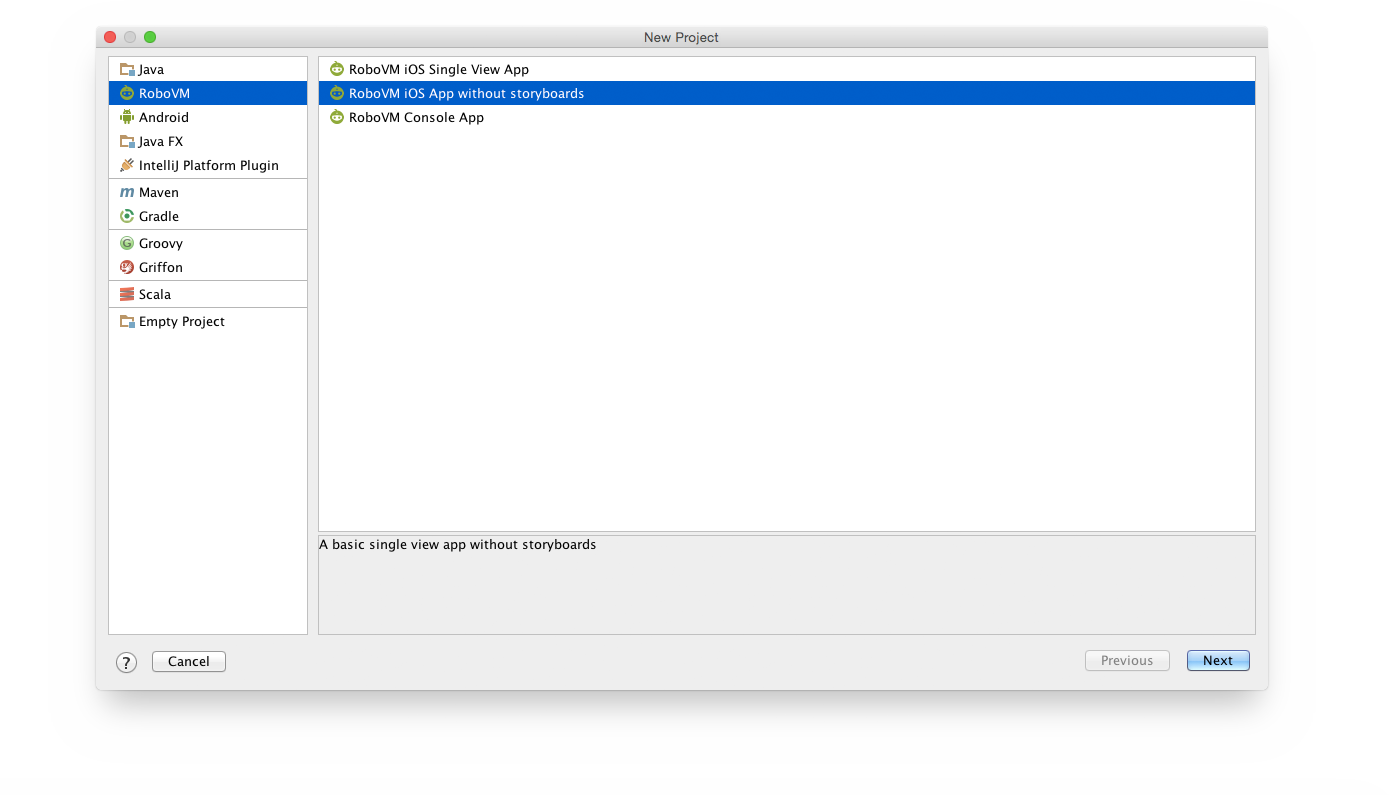 New Project
Java
RoboVM
Android
Java FX
IntelliJ Platform Plugin
m Maven
Gradle
G Groovy
Griffon
Scala
Empty Project
RoboVM iOS Single View App
RoboVM iOS App without storyboards
RoboVM Console App
A basic single view app without storyboards
? Cancel
Previous Next